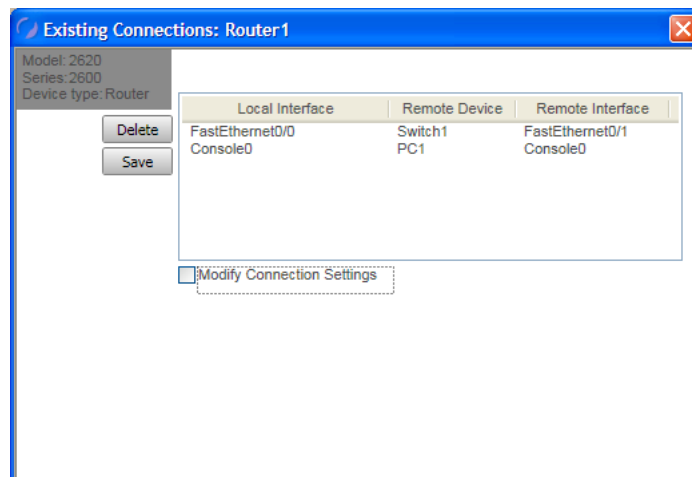 Existing Connections: Router1
Model: 2620
Series: 2600
Device type: Router
Delete
Save
Local Interface Remote Device Remote Interface
FastEthernet0/0 Switch1 FastEthernet0/1
Console0 PC1 Console0
Modify Connection Settings